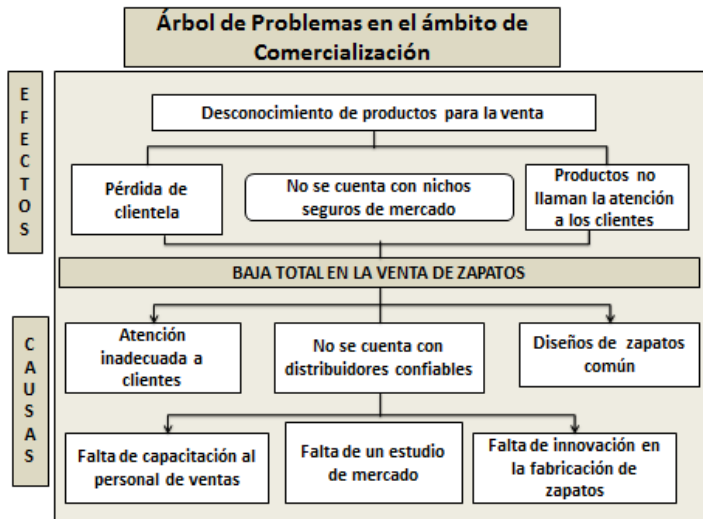 Árbol de Problemas en el ámbito de
Comercialización
E
F
E
C
T
O
S
Desconocimiento de productos para la venta
Pérdida de
clientela
No se cuenta con nichos
seguros de mercado
Productos no
llaman la atención
a los clientes
BAJA TOTAL EN LA VENTA DE ZAPATOS
C
A
U
S
A
S
Atención
inadecuada a
clientes
No se cuenta con
distribuidores confiables
Diseños de zapatos
común
Falta de capacitación al
personal de ventas
Falta de un estudio
de mercado
Falta de innovación en
la fabricación de
zapatos